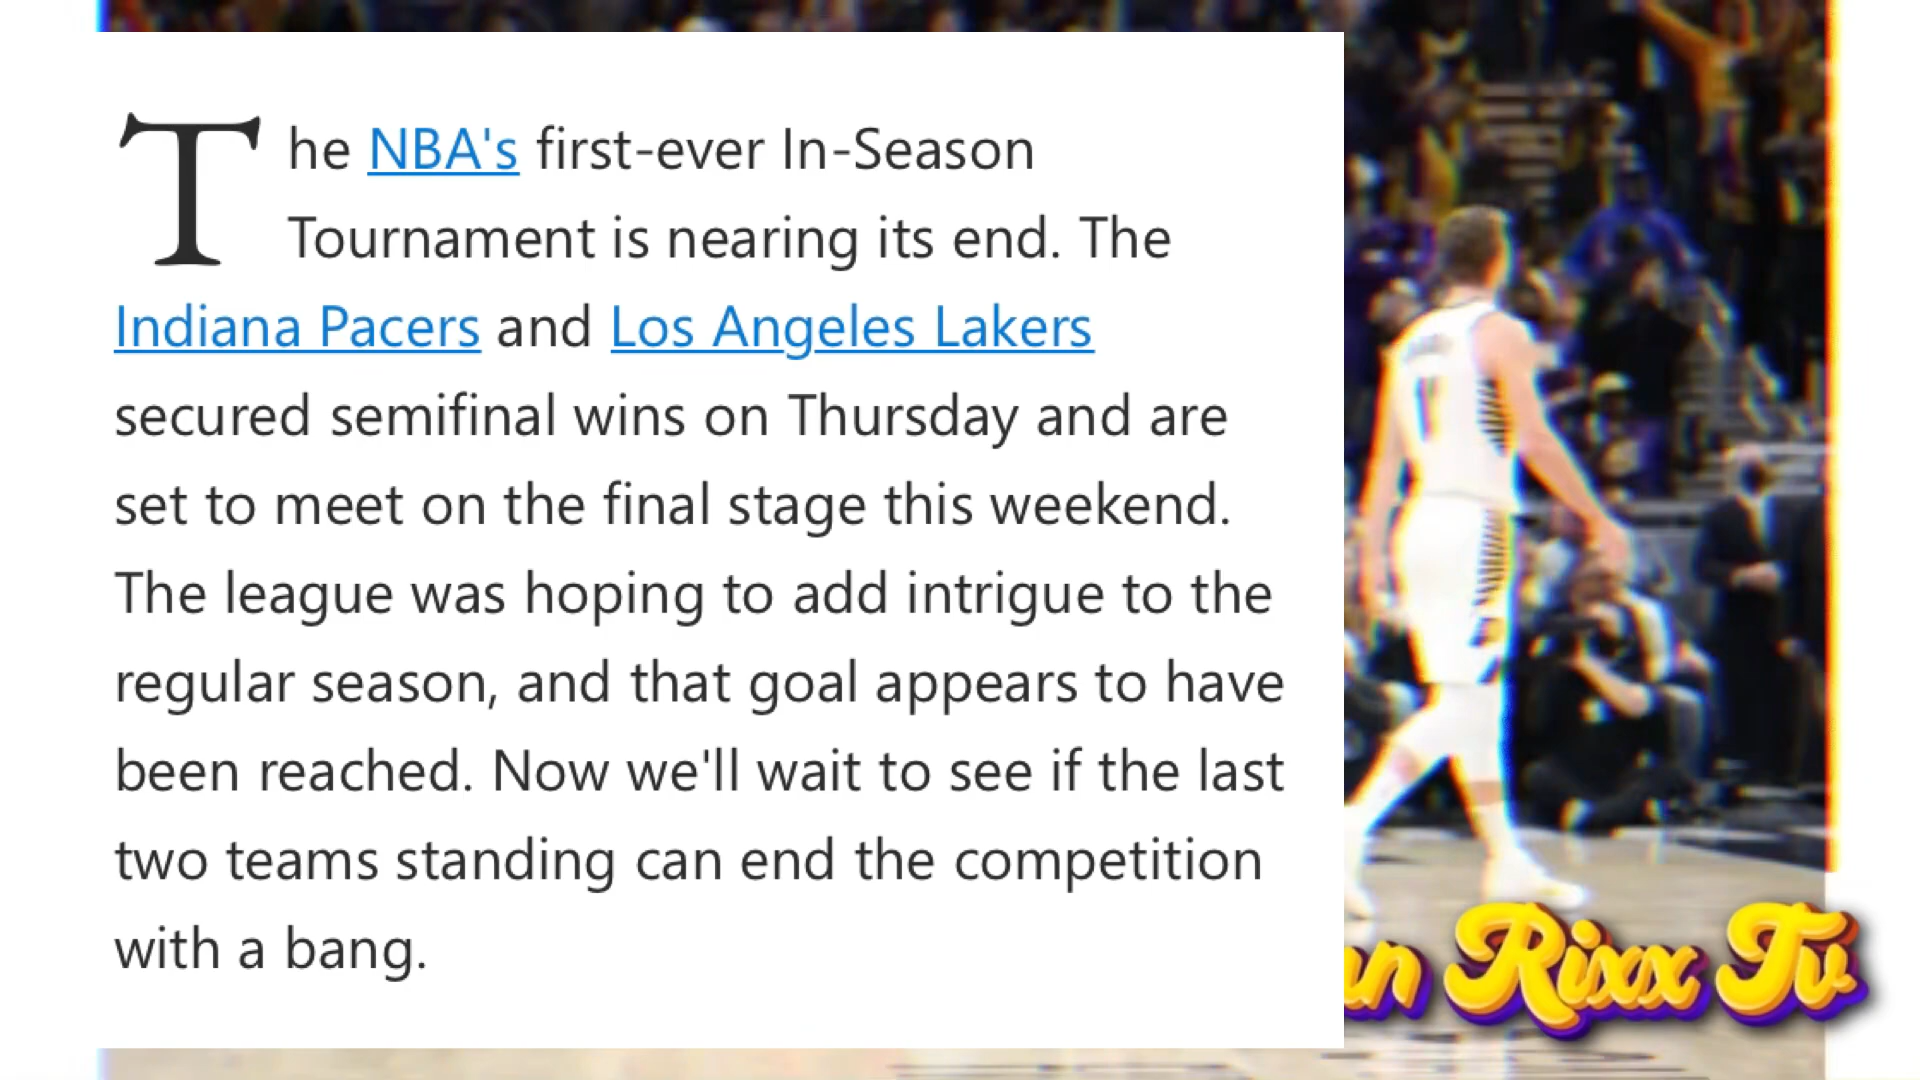 The NBA's first-ever In-Season
Tournament is nearing its end. The
Indiana Pacers and Los Angeles Lakers
secured semifinal wins on Thursday and are
set to meet on the final stage this weekend.
The league was hoping to add intrigue to the
regular season, and that goal appears to have
been reached. Now we'll wait to see if the last
two teams standing can end the competition
with a bang.
Rixx Tv